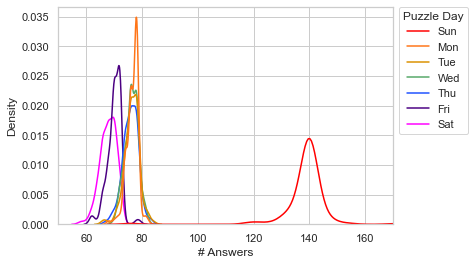 0.035
0.030
0.025
0.020
0.015
0.010
0.005
0.000
Density
60
80
100
120
140
160
# Answers
Puzzle Day
Sun
Mon
Tue
Wed
Thu
Fri
Sat